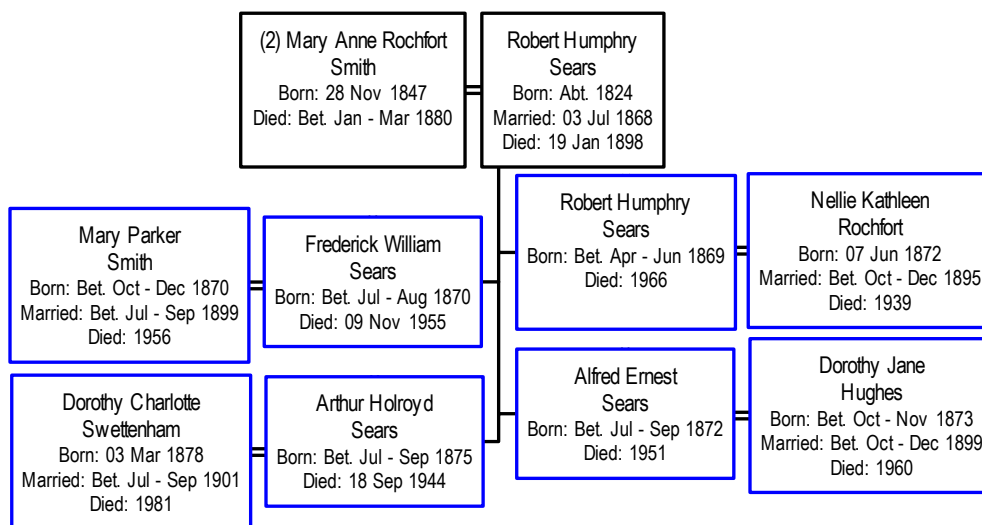 (2) Mary Anne Rochfort
Smith
Born: 28 Nov 1847
Died: Bet. Jan - Mar 1880
Robert Humphry
Sears
Born: Abt. 1824
Married: 03 Jul 1868
Died: 19 Jan 1898
Mary Parker
Smith
Born: Bet. Oct - Dec 1870
Married: Bet. Jul - Sep 1899
Died: 1956
Frederick William
Sears
Born: Bet. Jul - Aug 1870
Died: 09 Nov 1955
Robert Humphry
Sears
Born: Bet. Apr - Jun 1869
Died: 1966
Nellie Kathleen
Rochfort
Born: 07 Jun 1872
Married: Bet. Oct - Dec 1895
Died: 1939
Dorothy Charlotte
Swettenham
Born: 03 Mar 1878
Married: Bet. Jul - Sep 1901
Died: 1981
Arthur Holroyd
Sears
Born: Bet. Jul - Sep 1875
Died: 18 Sep 1944
Alfred Ernest
Sears
Born: Bet. Jul - Sep 1872
Died: 1951
Dorothy Jane
Hughes
Born: Bet. Oct - Nov 1873
Married: Bet. Oct - Dec 1899
Died: 1960